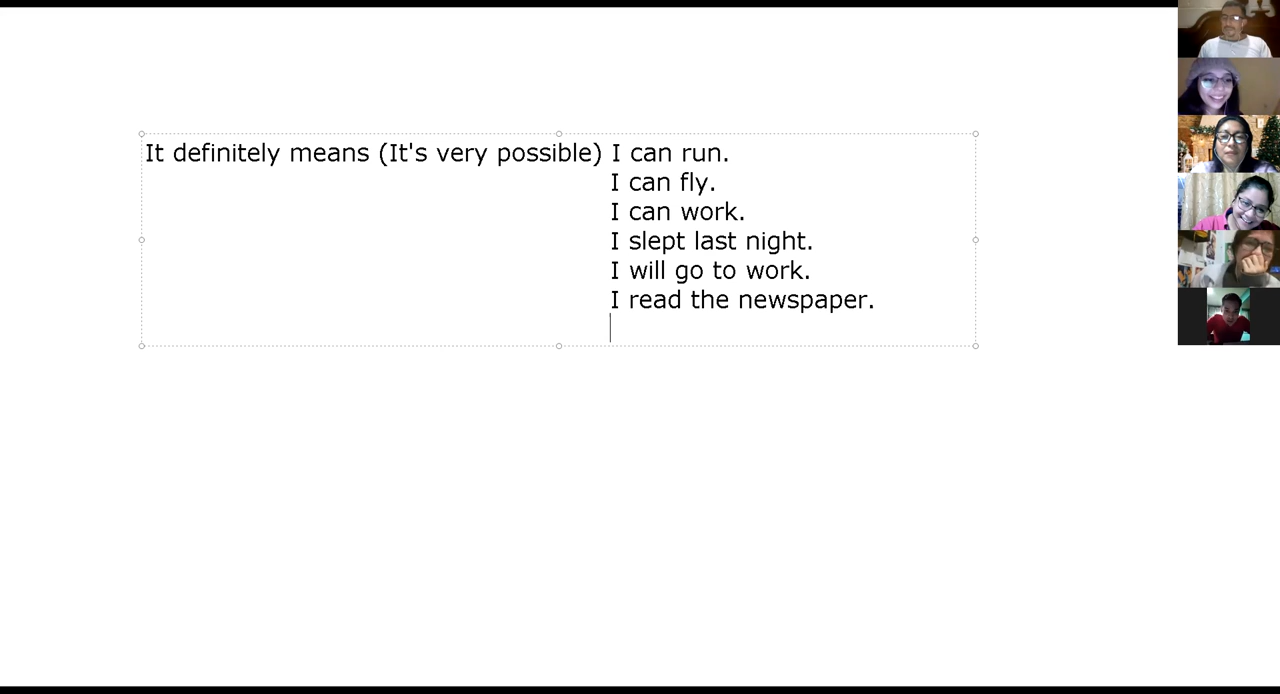 It definitely means (It's very possible) I can run.
I can fly.
I can work.
I slept last night.
I will go to work.
I read the newspaper.